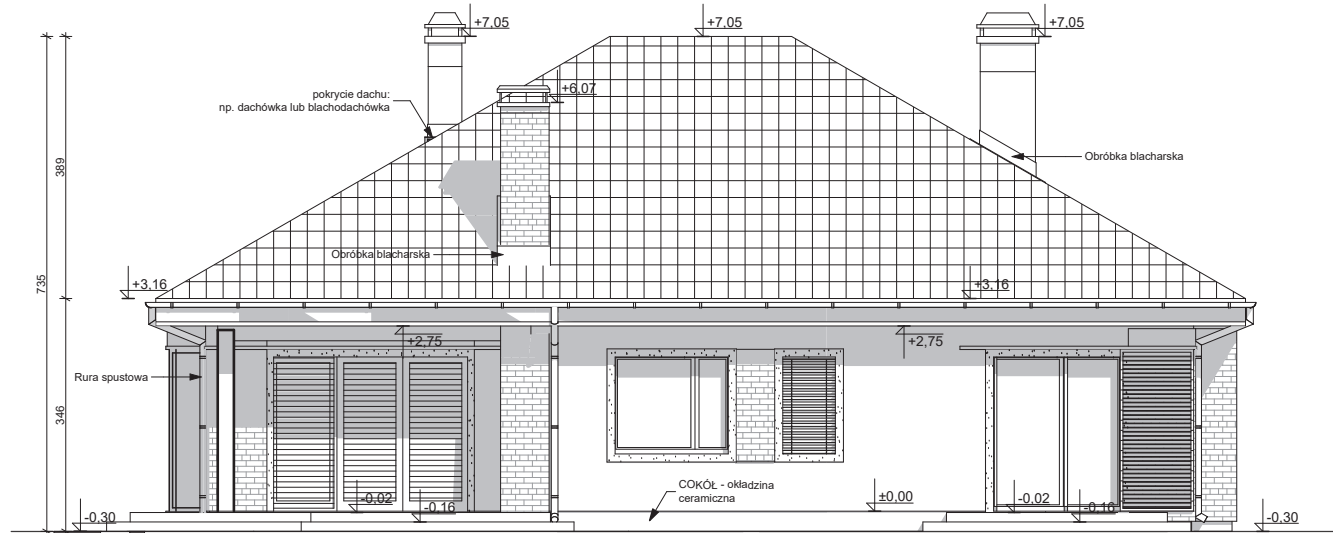 +7,05
+7,05
+7,05
pokrycie dachu:
np. dachówka lub blachodachówka
+6,07
389
Obróbka blacharska
Obróbka blacharska
735
+3,16
+3,16
+2,75
+2,75
Rura spustowa
346
COKÓŁ - okładzina
ceramiczna
-0,02
-0,16
±0,00
-0,02
-0,16
-0,30
-0,30